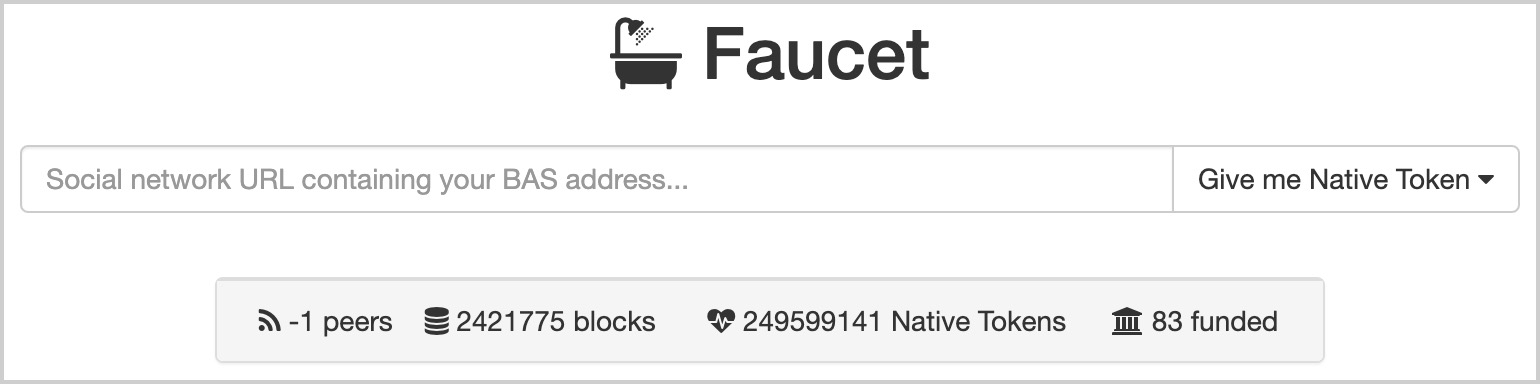 Faucet
Social network URL containing your BAS address...
Give me Native Token
-1 peers 2421775 blocks 249599141 Native Tokens 83 funded